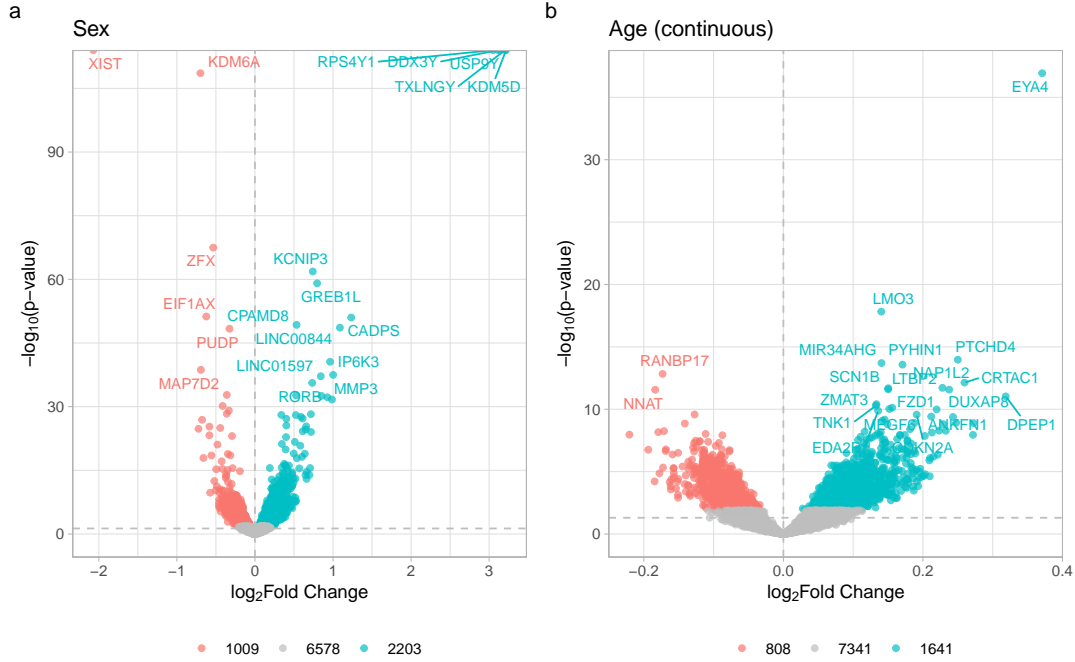 a
Sex
XIST
KDM6A
RPS4Y1
DDX3Y
USP9Y
TXLNGY
KDM5D
ZFX
KCNIP3
GREB1L
EIF1AX
CPAMD8
PUDP
LINC00844
CADPS
MAP7D2
LINC01597
IP6K3
RORB
MMP3
0
30
60
90
−log10(p−value)
−2
−1
0
1
2
3
log2Fold Change
1009
6578
2203
b
Age (continuous)
EYA4
LMO3
MIR34AHG
PYHIN1
PTCHD4
RANBP17
NNAT
SCN1B
LTBP2
NAP1L2
CRTAC1
ZMAT3
FZD1
DUXAP8
TNK1
MEGF6
ANKFN1
DPEP1
0
10
20
30
−log10(p−value)
−0.2
0.0
0.2
0.4
log2Fold Change
808
7341
1641